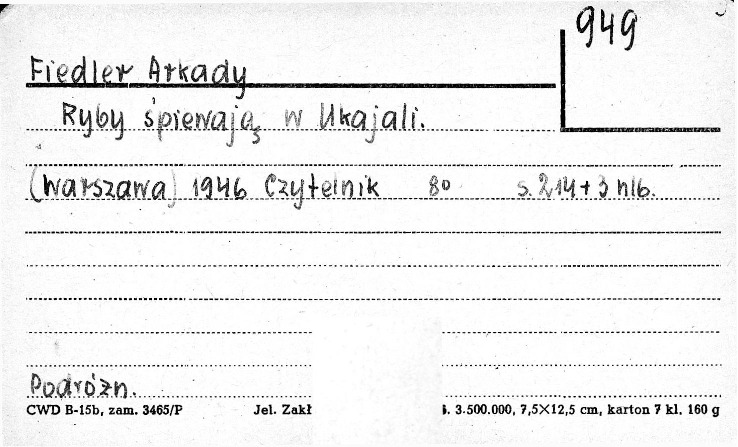 949
Fiedler Arkady
Ryby śpiewają w Ukajali.
(Warszawa) 1946 Czytelnik 8° s. 214 + 3 nlb.
Podróżn.
CWD B-15b, zam. 3465/P Jel. Zakł 3.500.000, 7,5×12,5 cm, karton 7 kl. 160 g